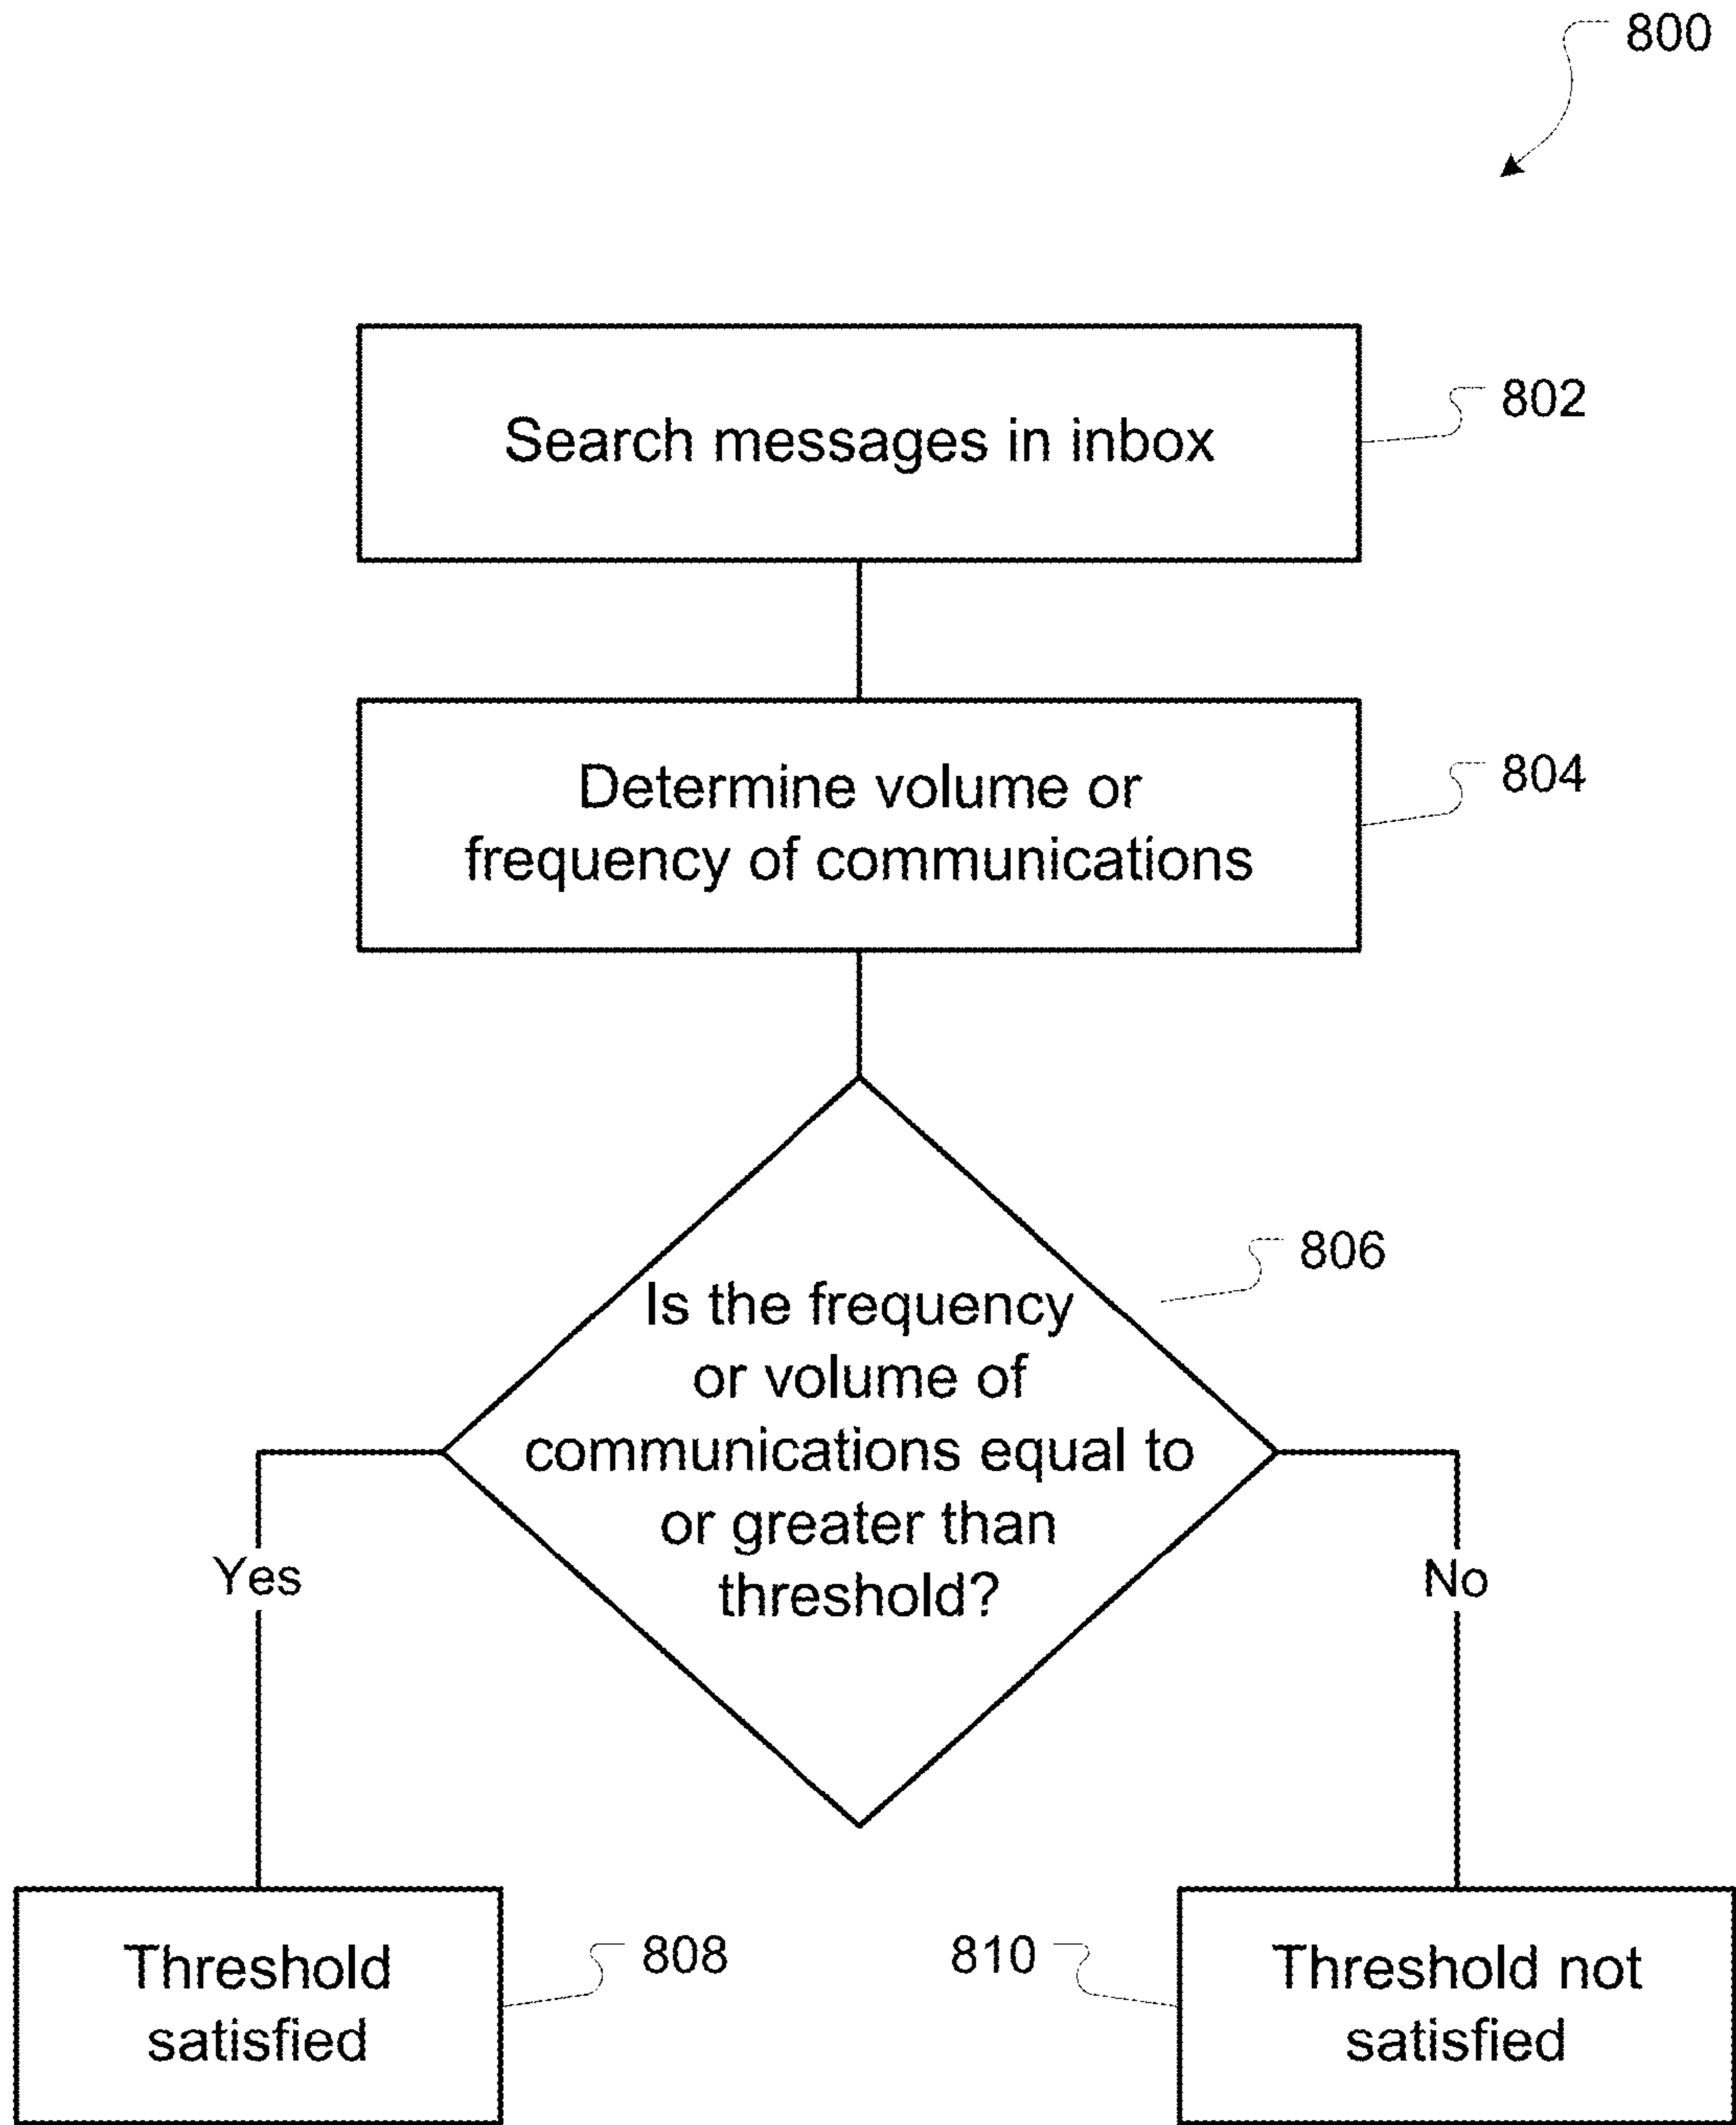 800
Search messages in inbox
802
Determine volume or
frequency of communications
804
806
Is the frequency
or volume of
communications equal to
or greater than
threshold?
Yes
No
Threshold
satisfied
808
810
Threshold not
satisfied